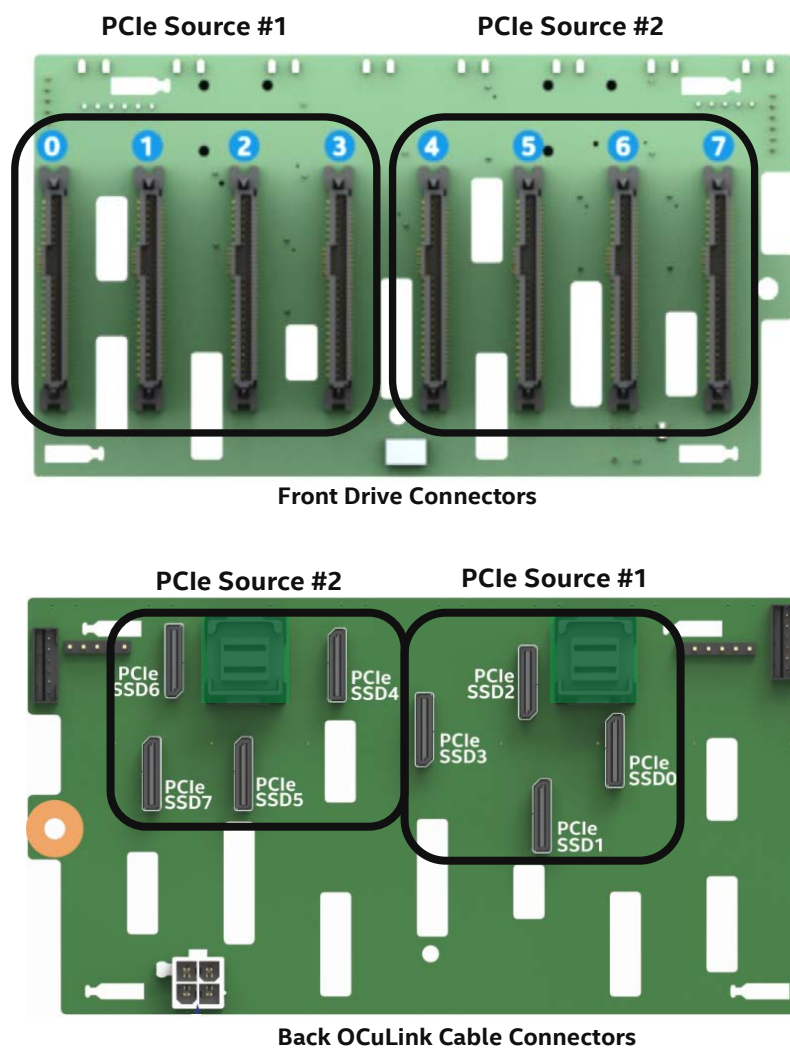 PCIe Source #1
PCIe Source #2
0
1
2
3
4
5
6
7
Front Drive Connectors
PCIe Source #2
PCIe Source #1
PCIe
SSD6
PCIe
SSD4
PCIe
SSD2
PCIe
SSD3
PCIe
SSD0
PCIe
SSD7
PCIe
SSD5
PCIe
SSD1
Back OCuLink Cable Connectors